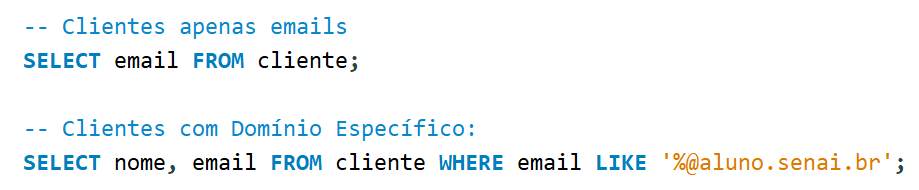 -- Clientes apenas emails
SELECT email FROM cliente;
-- Clientes com Domínio Específico:
SELECT nome, email FROM cliente WHERE email LIKE '%@aluno.senai.br';